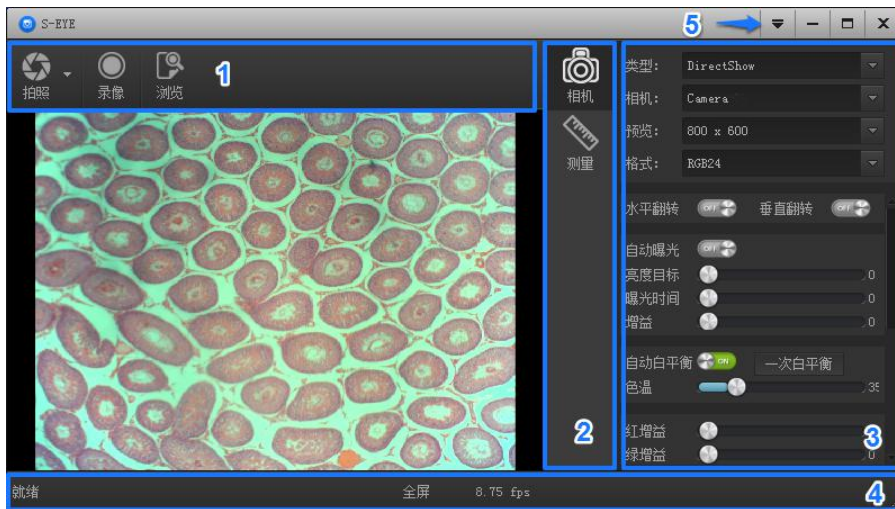 S-EYE
5
拍照
录像
浏览
1
相机
测量
2
类型: DirectShow
相机: Camera
预览: 800 x 600
格式: RGB24
水平翻转 OFF 垂直翻转 OFF
自动曝光 OFF
亮度目标 0
曝光时间 0
增益 0
自动白平衡 ON 一次白平衡
色温 35
红增益
绿增益 0
3
就绪 全屏 8.75 fps
4